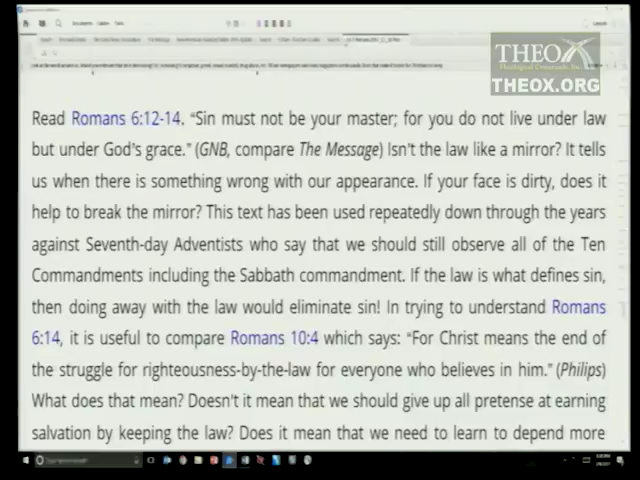 THEOX
Theological Crossroads, Inc.
THEOX.ORG
Read Romans 6:12-14. “Sin must not be your master; for you do not live under law
but under God's grace.” (GNB, compare The Message) Isn't the law like a mirror? It tells
us when there is something wrong with our appearance. If your face is dirty, does it
help to break the mirror? This text has been used repeatedly down through the years
against Seventh-day Adventists who say that we should still observe all of the Ten
Commandments including the Sabbath commandment. If the law is what defines sin,
then doing away with the law would eliminate sin! In trying to understand Romans
6:14, it is useful to compare Romans 10:4 which says: “For Christ means the end of
the struggle for righteousness-by-the-law for everyone who believes in him.” (Philips)
What does that mean? Doesn't it mean that we should give up all pretense at earning
salvation by keeping the law? Does it mean that we need to learn to depend more